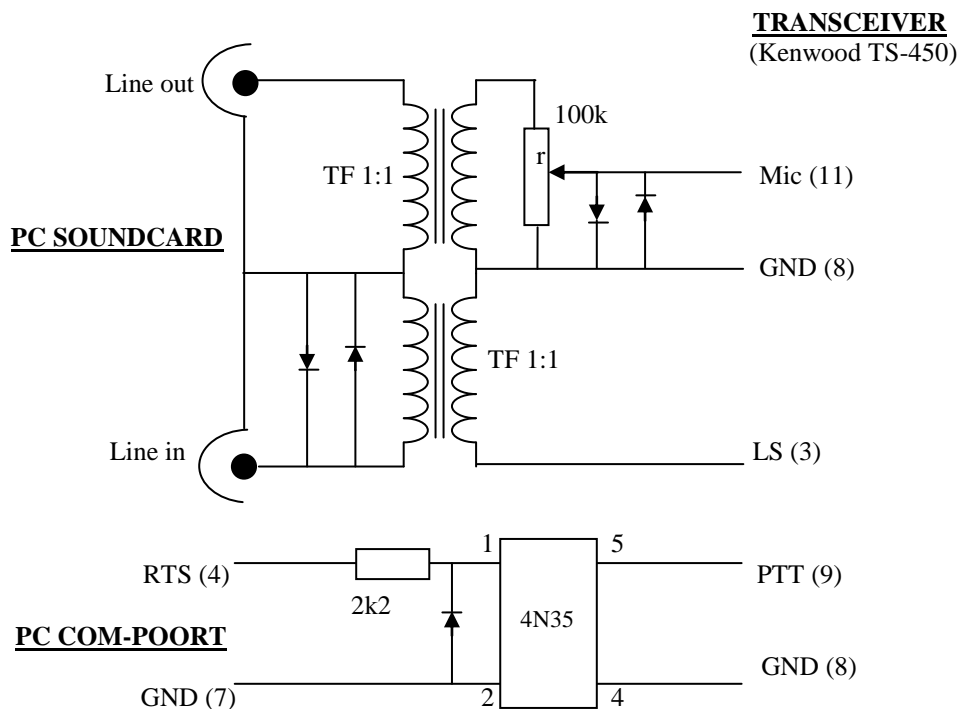 TRANSCEIVER
(Kenwood TS-450)
Line out
100k
r
TF 1:1
Mic (11)
PC SOUNDCARD
GND (8)
TF 1:1
Line in
LS (3)
1
5
RTS (4)
PTT (9)
2k2
4N35
PC COM-POORT
GND (8)
GND (7)
2
4